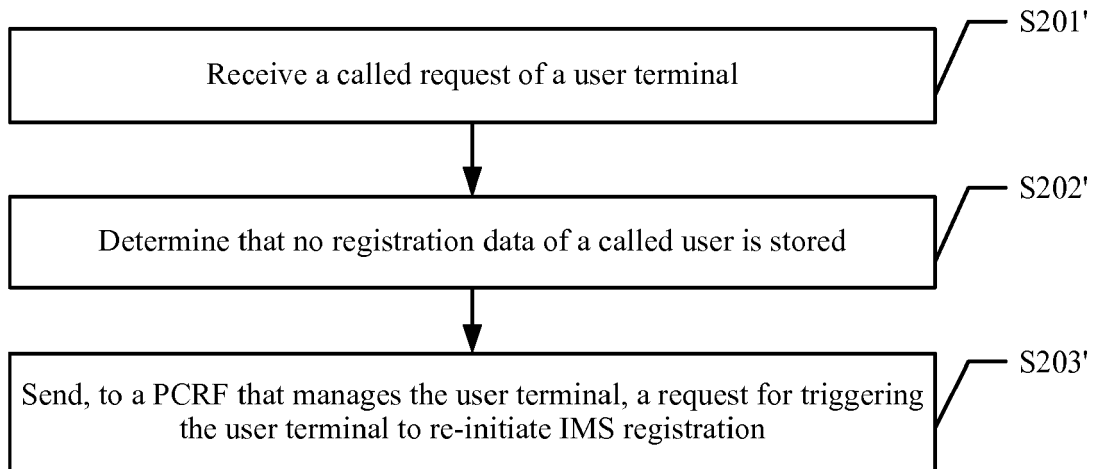 S201'
Receive a called request of a user terminal
S202'
Determine that no registration data of a called user is stored
S203'
Send, to a PCRF that manages the user terminal, a request for triggering
the user terminal to re-initiate IMS registration